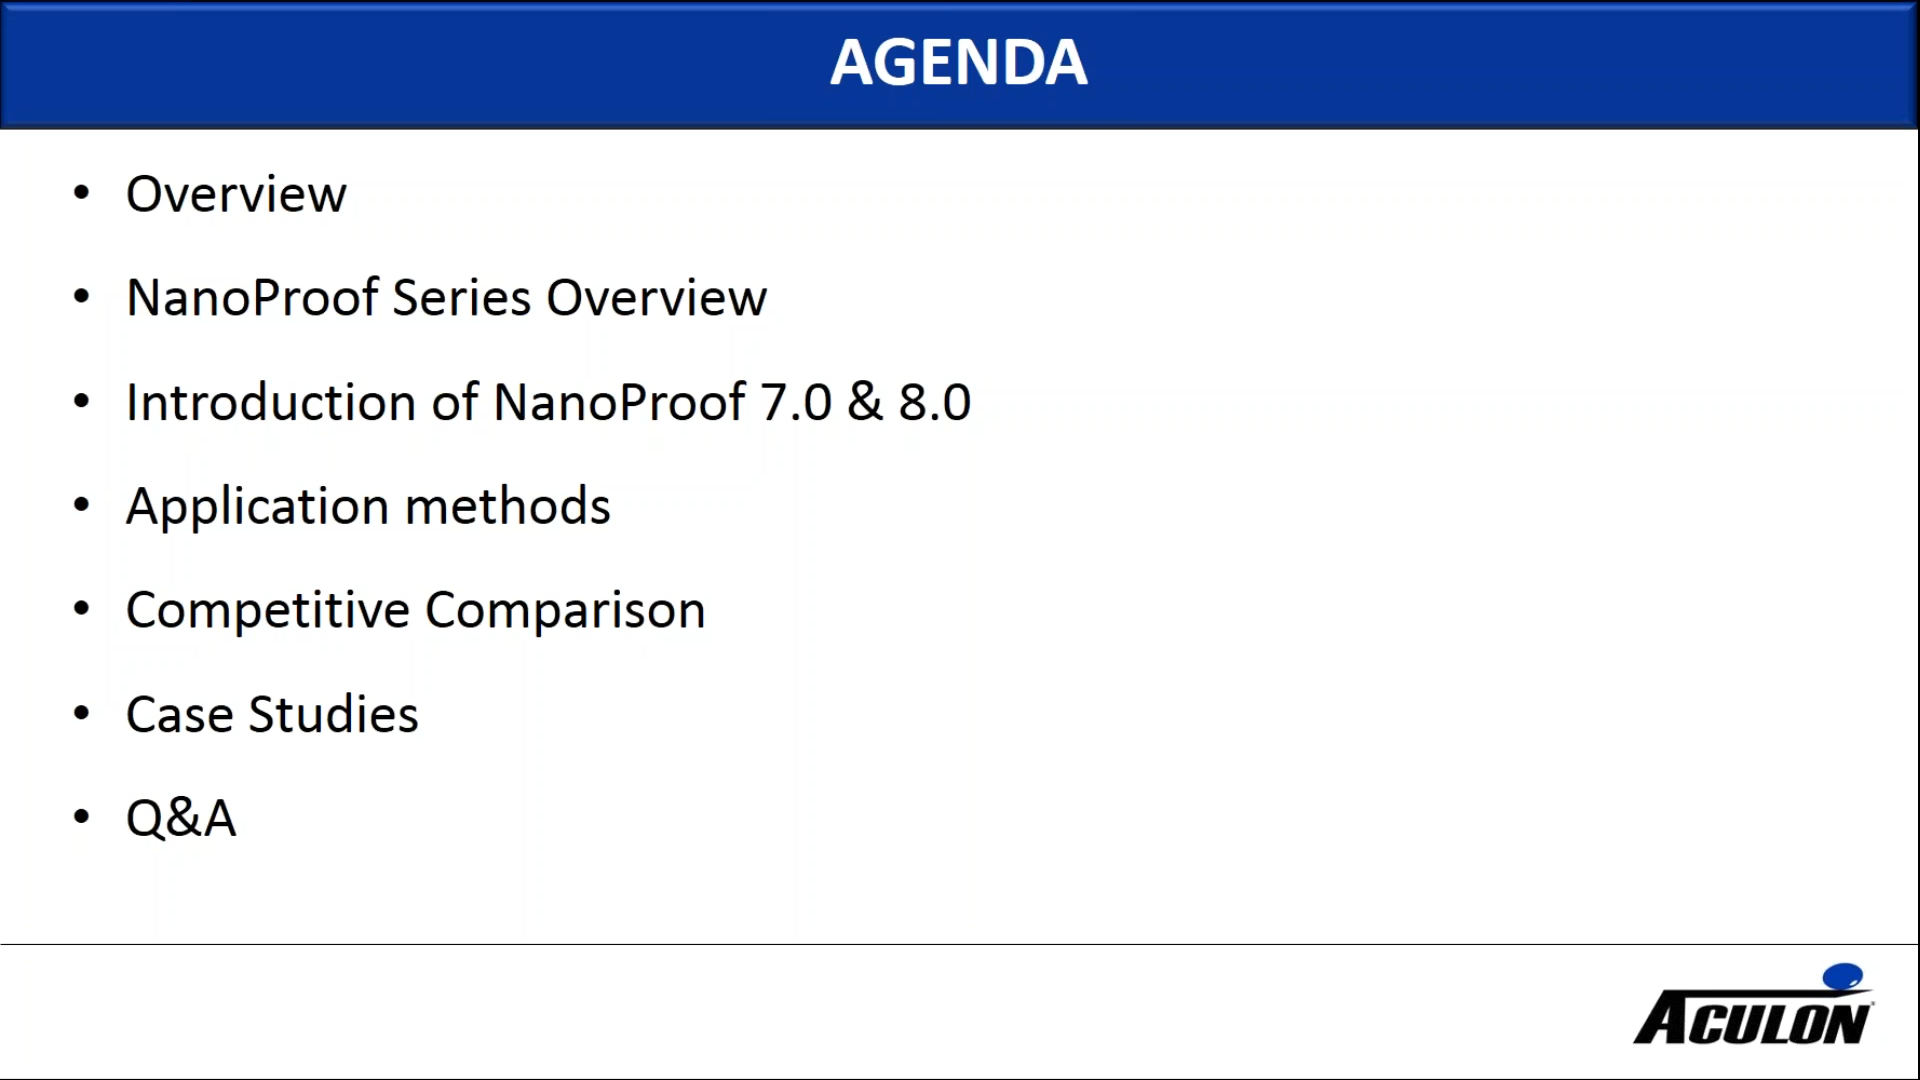 AGENDA
• Overview
• NanoProof Series Overview
• Introduction of NanoProof 7.0 & 8.0
• Application methods
• Competitive Comparison
• Case Studies
• Q&A
ACULON